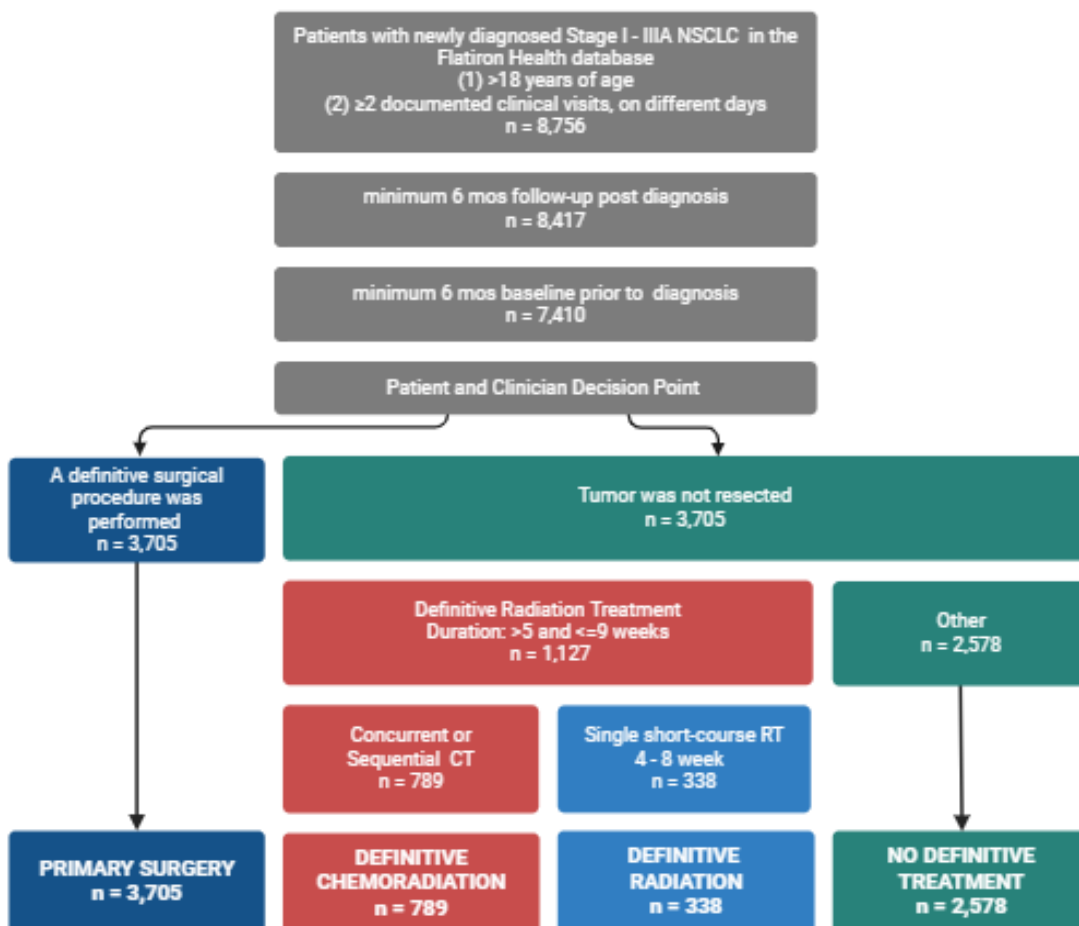 Patients with newly diagnosed Stage I - IIIA NSCLC in the
Flatiron Health database
(1) >18 years of age
(2) ≥2 documented clinical visits, on different days
n = 8,756
minimum 6 mos follow-up post diagnosis
n = 8,417
minimum 6 mos baseline prior to diagnosis
n = 7,410
Patient and Clinician Decision Point
A definitive surgical
procedure was
performed
n = 3,705
Tumor was not resected
n = 3,705
Definitive Radiation Treatment
Duration: >5 and <=9 weeks
n = 1,127
Other
n = 2,578
Concurrent or
Sequential CT
n = 789
Single short-course RT
4 - 8 week
n = 338
PRIMARY SURGERY
n = 3,705
DEFINITIVE
CHEMORADIATION
n = 789
DEFINITIVE
RADIATION
n = 338
NO DEFINITIVE
TREATMENT
n = 2,578